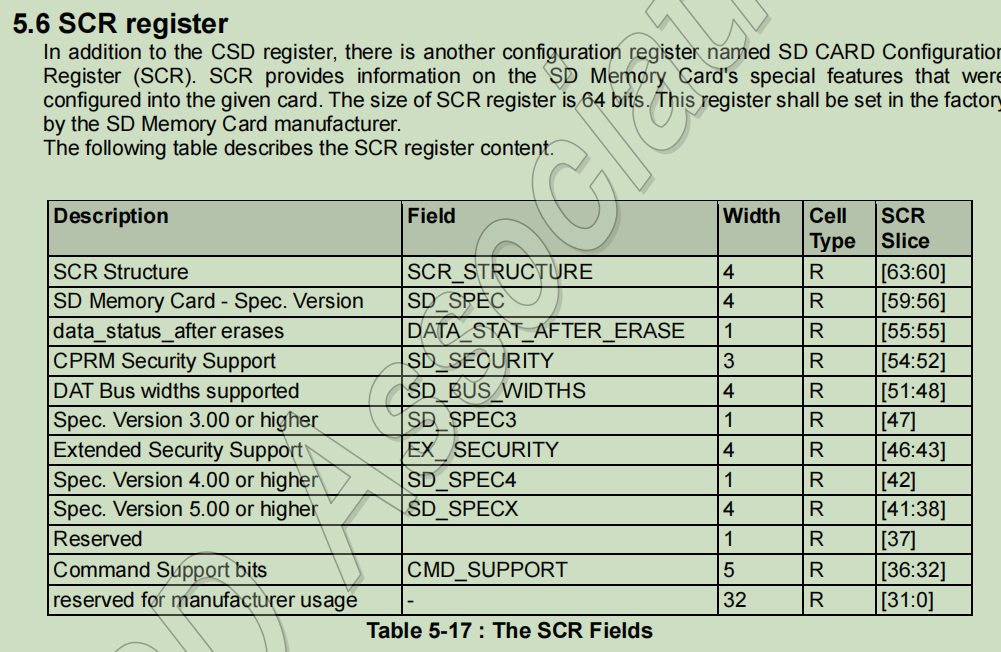 5.6 SCR register
In addition to the CSD register, there is another configuration register named SD CARD Configuration
Register (SCR). SCR provides information on the SD Memory Card's special features that were
configured into the given card. The size of SCR register is 64 bits. This register shall be set in the factory
by the SD Memory Card manufacturer.
The following table describes the SCR register content.
Description Field Width Cell Type SCR Slice
SCR Structure SCR_STRUCTURE 4 R [63:60]
SD Memory Card - Spec. Version SD_SPEC 4 R [59:56]
data_status_after erases DATA_STAT_AFTER_ERASE 1 R [55:55]
CPRM Security Support SD_SECURITY 3 R [54:52]
DAT Bus widths supported SD_BUS_WIDTHS 4 R [51:48]
Spec. Version 3.00 or higher SD_SPEC3 1 R [47]
Extended Security Support EX_ SECURITY 4 R [46:43]
Spec. Version 4.00 or higher SD_SPEC4 1 R [42]
Spec. Version 5.00 or higher SD_SPECX 4 R [41:38]
Reserved 1 R [37]
Command Support bits CMD_SUPPORT 5 R [36:32]
reserved for manufacturer usage - 32 R [31:0]
Table 5-17 : The SCR Fields
D Associati